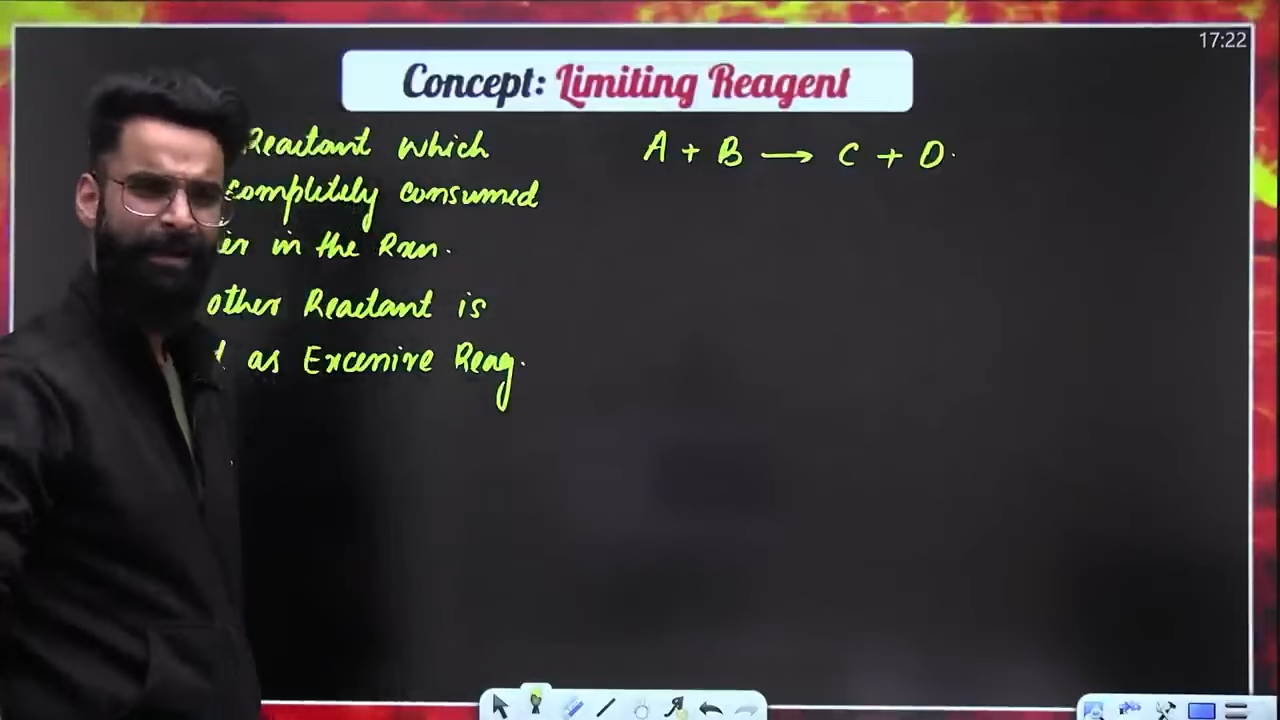 17:22
Concept: Limiting Reagent
Reactant which
completely consumed
in the Rxn.
other Reactant is
as Excessive Reag.
A + B → C + D.